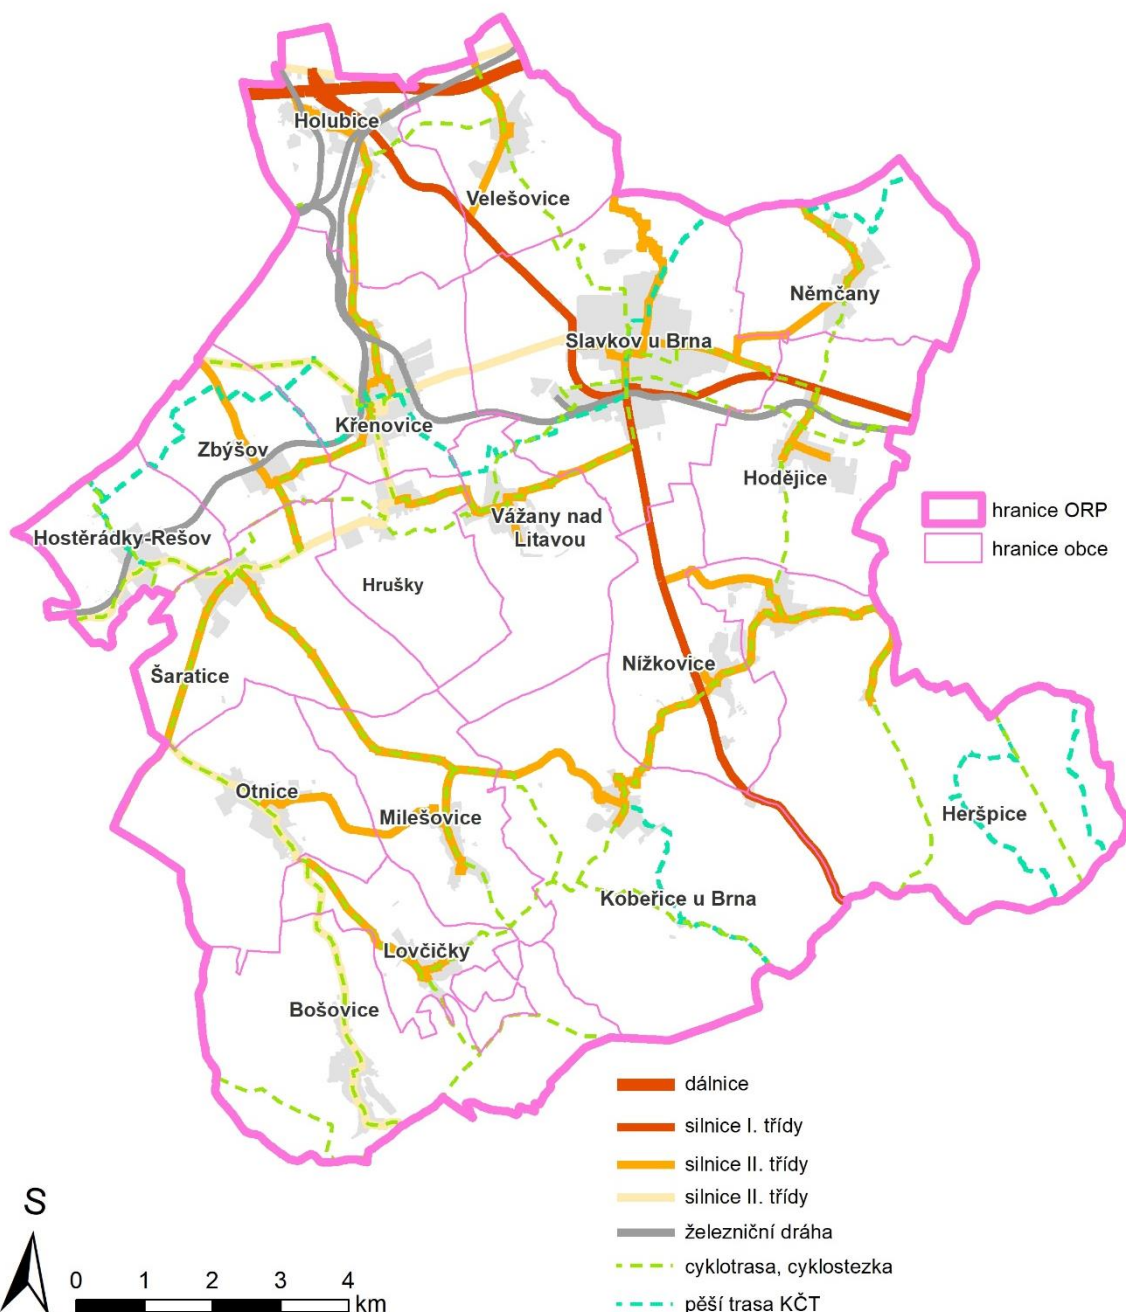 Holubice
Velešovice
Němčany
Slavkov u Brna
Křenovice
Zbýšov
Hodějice
Vážany nad
Litavou
Hostěrádky-Rešov
hranice ORP
hranice obce
Hrušky
Nížkovice
Šaratice
Otnice
Milešovice
Heršpice
Kobeřice u Brna
Lovčičky
Bošovice
dálnice
silnice I. třídy
silnice II. třídy
silnice II. třídy
železniční dráha
cyklotrasa, cyklostezka
pěší trasa KČT
S
0 1 2 3 4
km